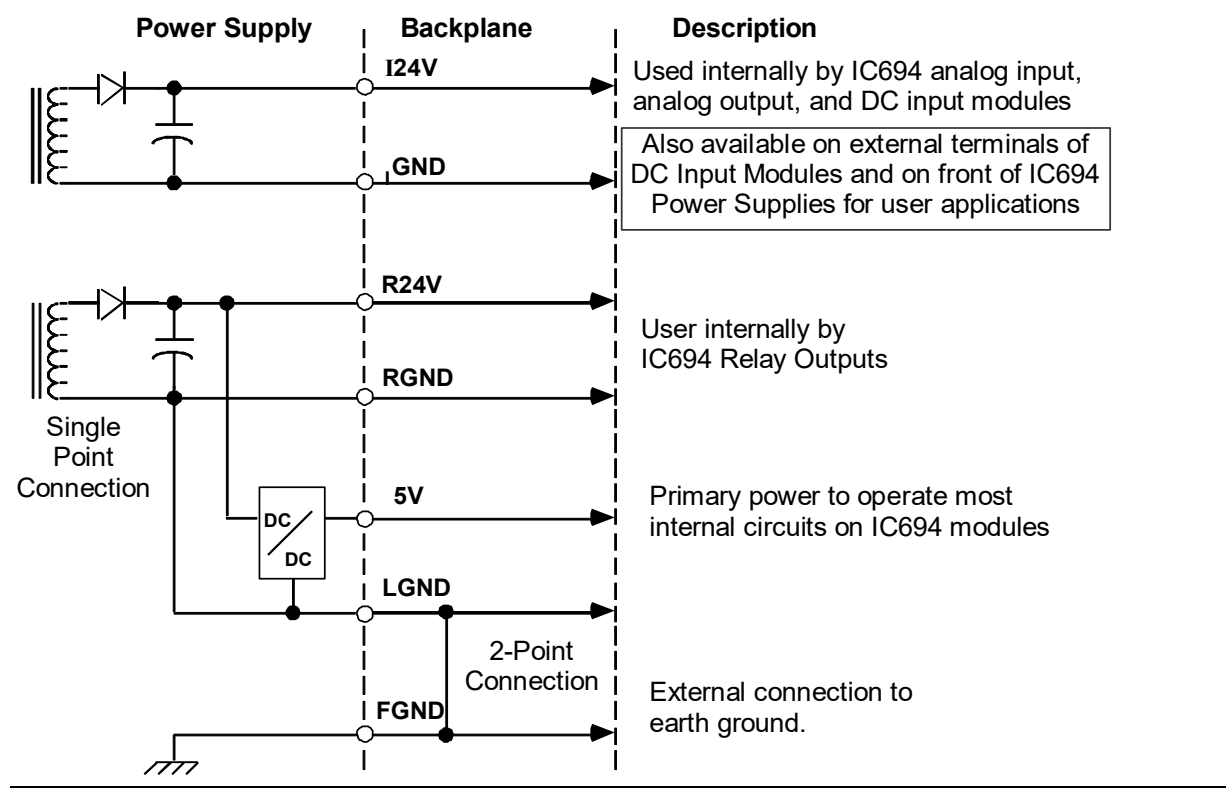 Power Supply Backplane Description
I24V
Used internally by IC694 analog input,
analog output, and DC input modules
GND
Also available on external terminals of
DC Input Modules and on front of IC694
Power Supplies for user applications
R24V
User internally by
IC694 Relay Outputs
RGND
Single
Point
Connection
5V
Primary power to operate most
internal circuits on IC694 modules
DC
DC
LGND
2-Point
Connection
FGND
External connection to
earth ground.